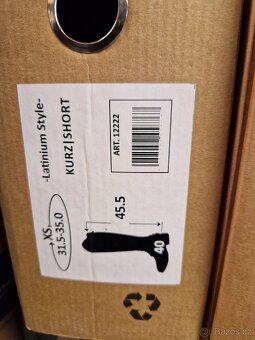 -Latinium Style-
KURZ|SHORT
ART. 12222
XS
31.5-35.0
45.5
40